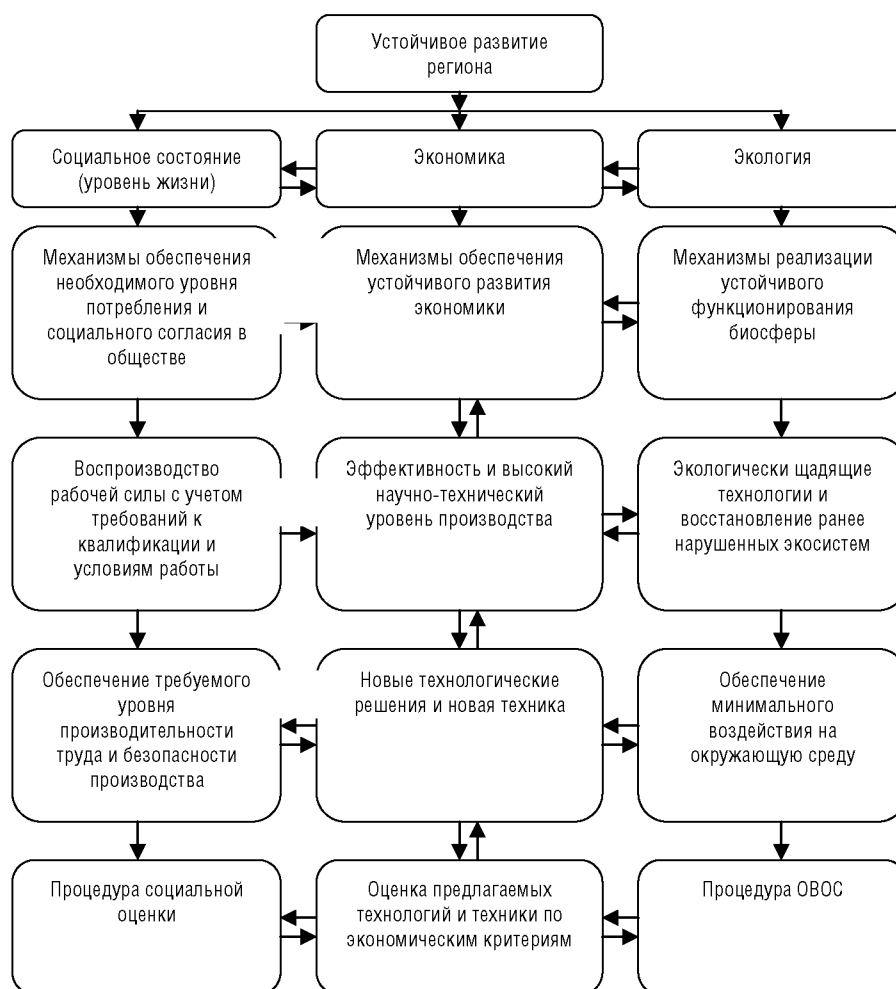 Устойчивое развитие
региона
Социальное состояние
(уровень жизни)
Экономика
Экология
Механизмы обеспечения
необходимого уровня
потребления и
социального согласия в
обществе
Механизмы обеспечения
устойчивого развития
экономики
Механизмы реализации
устойчивого
функционирования
биосферы
Воспроизводство
рабочей силы с учетом
требований к
квалификации и
условиям работы
Эффективность и высокий
научно-технический
уровень производства
Экологически щадящие
технологии и
восстановление ранее
нарушенных экосистем
Обеспечение требуемого
уровня
производительности
труда и безопасности
производства
Новые технологические
решения и новая техника
Обеспечение
минимального
воздействия на
окружающую среду
Процедура социальной
оценки
Оценка предлагаемых
технологий и техники по
экономическим критериям
Процедура ОВОС